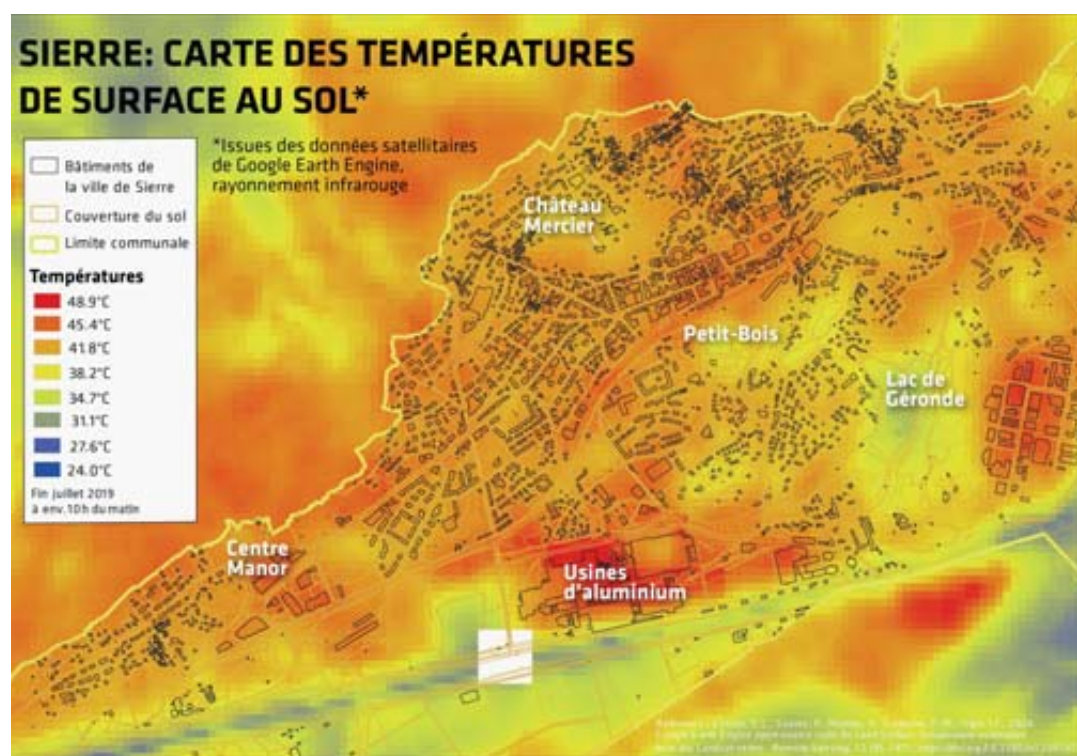 SIERRE: CARTE DES TEMPÉRATURES
DE SURFACE AU SOL*
*Issues des données satellitaires
de Google Earth Engine,
rayonnement infrarouge
Bâtiments de
la ville de Sierre
Couverture du sol
Limite communale
Températures
48.9°C
45.4°C
41.8°C
38.2°C
34.7°C
31.1°C
27.6°C
24.0°C
Fin juillet 2019
à env. 10h du matin
Château
Mercier
Petit-Bois
Lac de
Géronde
Centre
Manor
Usines
d'aluminium